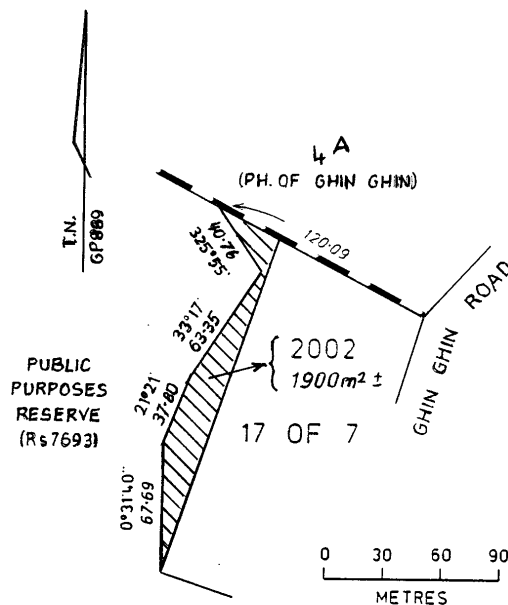 T.N.
GP889
4 A
(PH. OF GHIN GHIN)
120·09
40·76
325°55'
GHIN GHIN ROAD
33°17'
63·35
2002
1900m² ±
PUBLIC
PURPOSES
RESERVE
(Rs7693)
21°21'
37·80
17 OF 7
0°31'40"
67·69
0 30 60 90
METRES